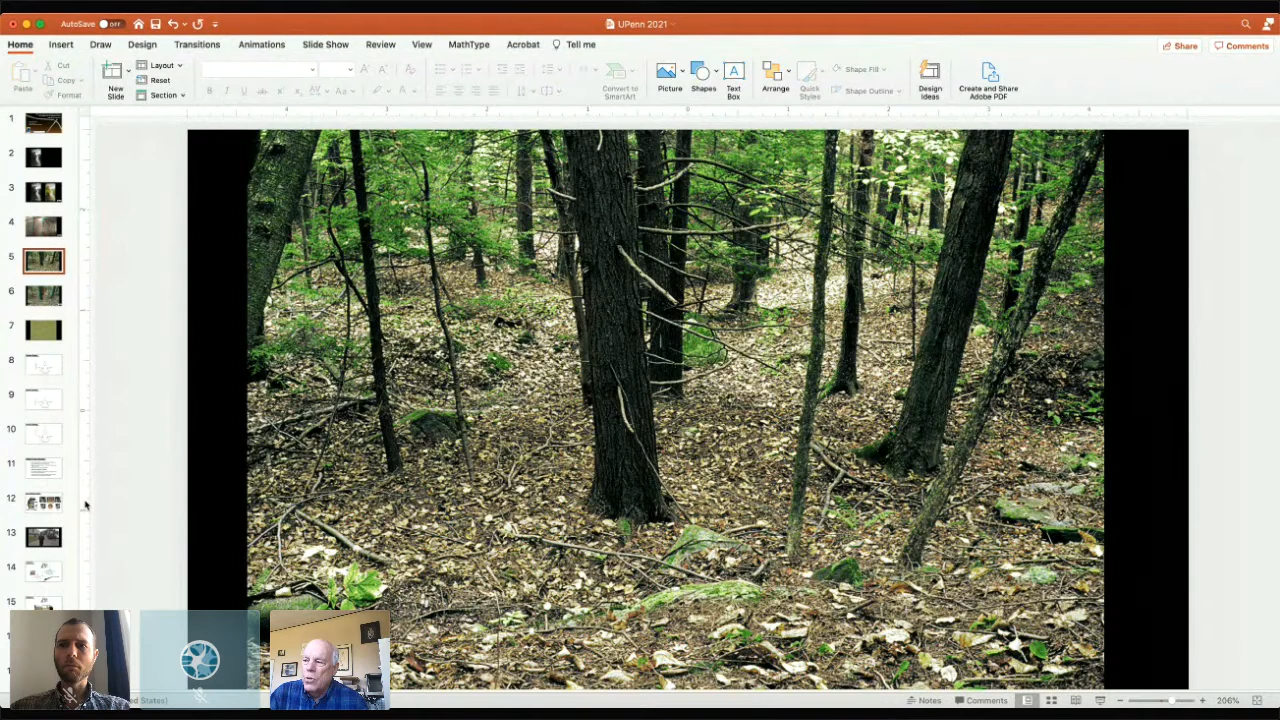 AutoSave OFF
UPenn 2021
Home Insert Draw Design Transitions Animations Slide Show Review View MathType Acrobat Tell me
Share Comments
Paste
Cut
Copy
Format
New Slide
Layout
Reset
Section
Convert to SmartArt
Picture
Shapes
Text Box
Arrange
Quick Styles
Shape Fill
Shape Outline
Design Ideas
Create and Share Adobe PDF
1
2
3
4
5
6
7
8
9
10
11
12
13
14
15
States)
Notes Comments 206%